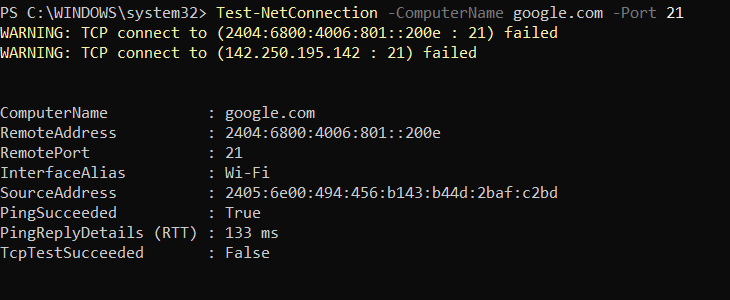 PS C:\WINDOWS\system32> Test-NetConnection -ComputerName google.com -Port 21
WARNING: TCP connect to (2404:6800:4006:801::200e : 21) failed
WARNING: TCP connect to (142.250.195.142 : 21) failed
ComputerName : google.com
RemoteAddress : 2404:6800:4006:801::200e
RemotePort : 21
InterfaceAlias : Wi-Fi
SourceAddress : 2405:6e00:494:456:b143:b44d:2baf:c2bd
PingSucceeded : True
PingReplyDetails (RTT) : 133 ms
TcpTestSucceeded : False